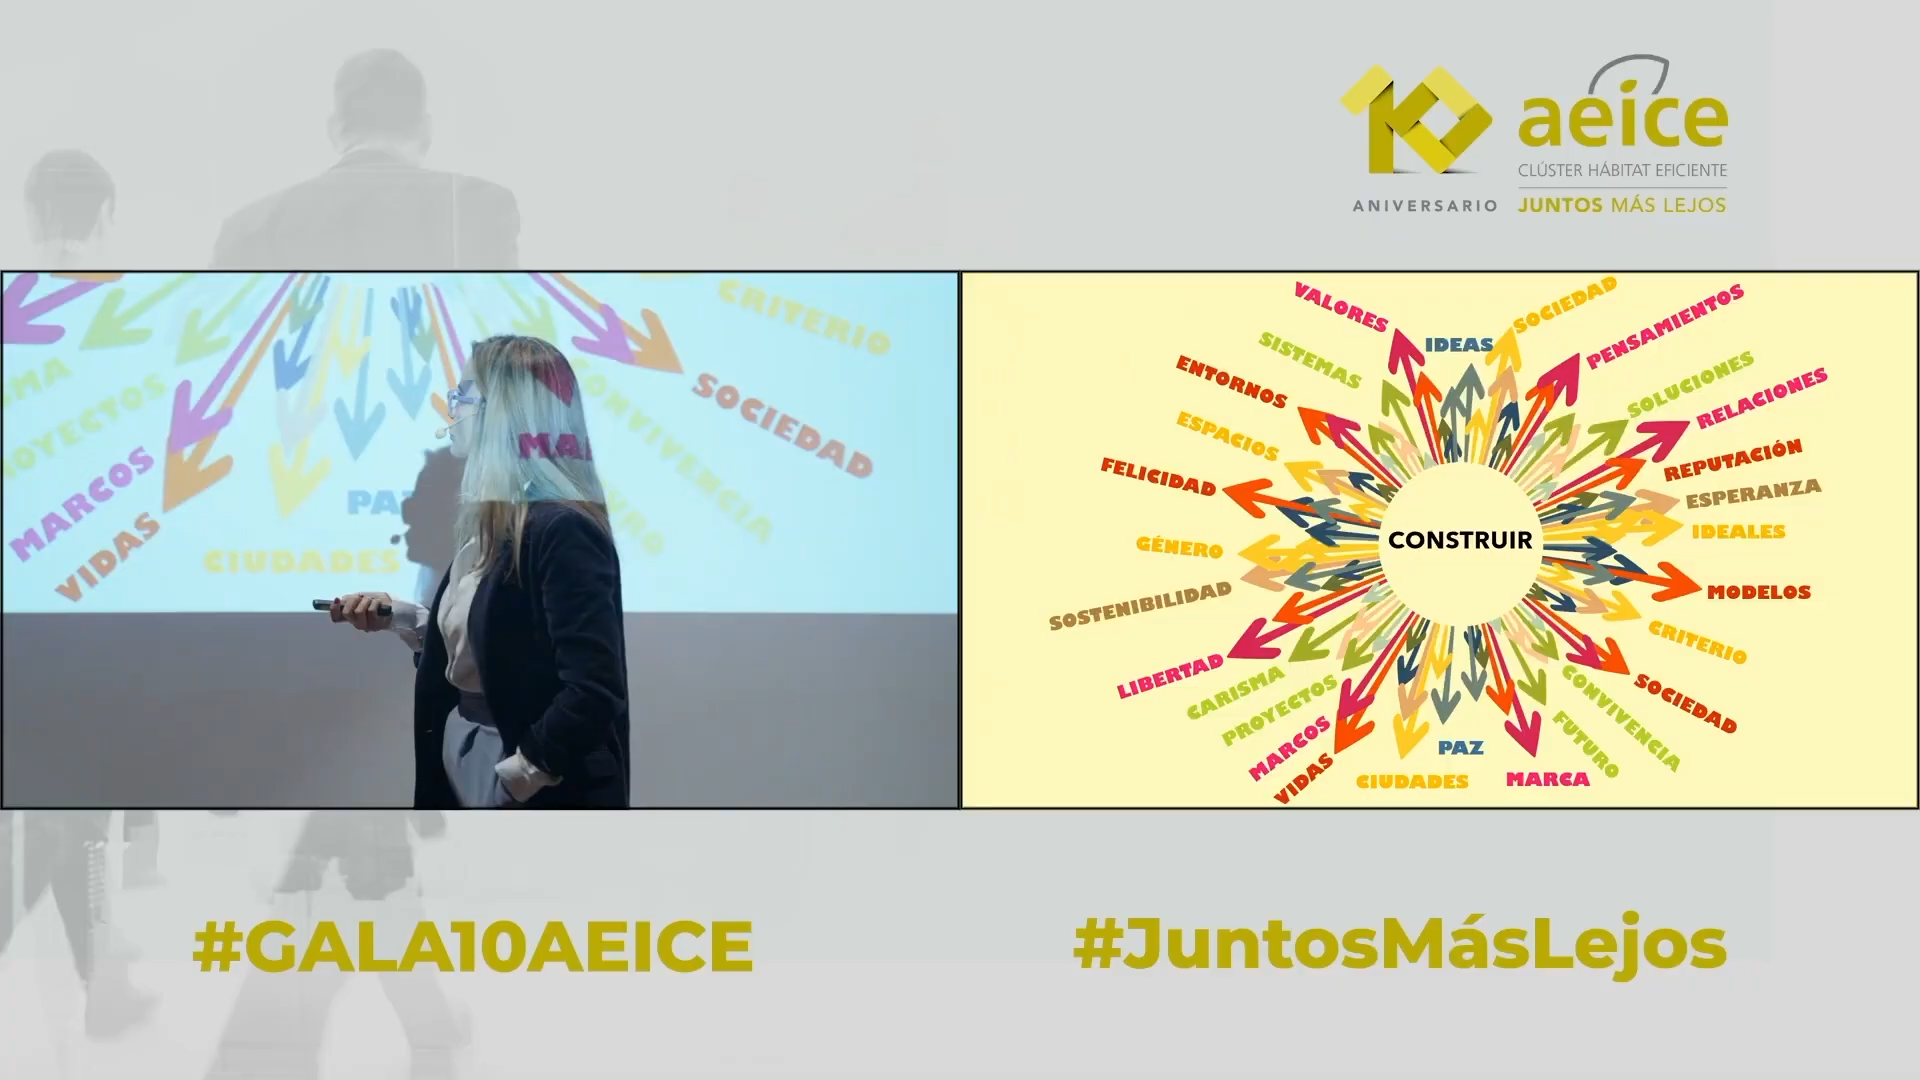 10
ANIVERSARIO
aeice
CLÚSTER HÁBITAT EFICIENTE
JUNTOS MÁS LEJOS
CRITERIO
SOCIEDAD
CONVIVENCIA
PROYECTOS
MARCOS
VIDAS
CIUDADES
VALORES
IDEAS
SOCIEDAD
PENSAMIENTOS
SISTEMAS
SOLUCIONES
ENTORNOS
RELACIONES
ESPACIOS
REPUTACIÓN
FELICIDAD
ESPERANZA
IDEALES
CONSTRUIR
GÉNERO
MODELOS
SOSTENIBILIDAD
CRITERIO
LIBERTAD
CARISMA
SOCIEDAD
PROYECTOS
CONVIVENCIA
MARCOS
FUTURO
VIDAS
PAZ
CIUDADES
MARCA
#GALA10AEICE
#JuntosMásLejos